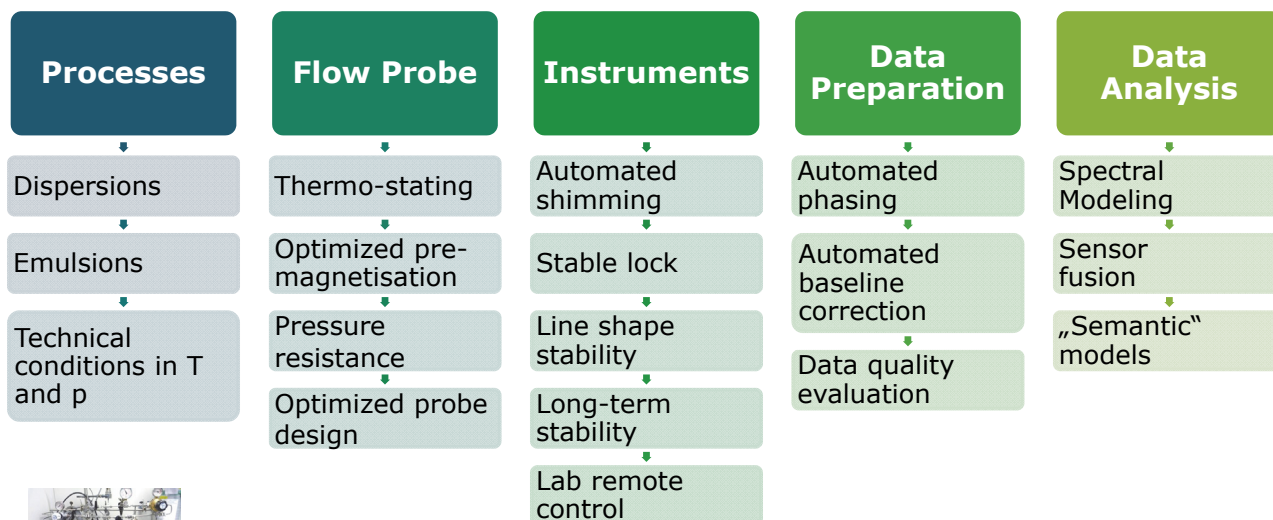 Processes
Dispersions
Emulsions
Technical
conditions in T
and p
Flow Probe
Thermo-stating
Optimized pre-
magnetisation
Pressure
resistance
Optimized probe
design
Instruments
Automated
shimming
Stable lock
Line shape
stability
Long-term
stability
Lab remote
control
Data
Preparation
Automated
phasing
Automated
baseline
correction
Data quality
evaluation
Data
Analysis
Spectral
Modeling
Sensor
fusion
„Semantic“
models